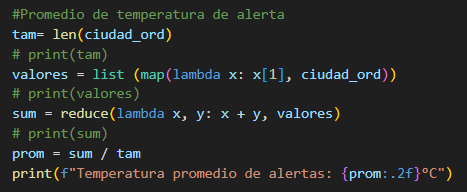 #Promedio de temperatura de alerta
tam= len(ciudad_ord)
# print(tam)
valores = list (map(lambda x: x[1], ciudad_ord))
# print(valores)
sum = reduce(lambda x, y: x + y, valores)
# print(sum)
prom = sum / tam
print(f"Temperatura promedio de alertas: {prom:.2f}°C")